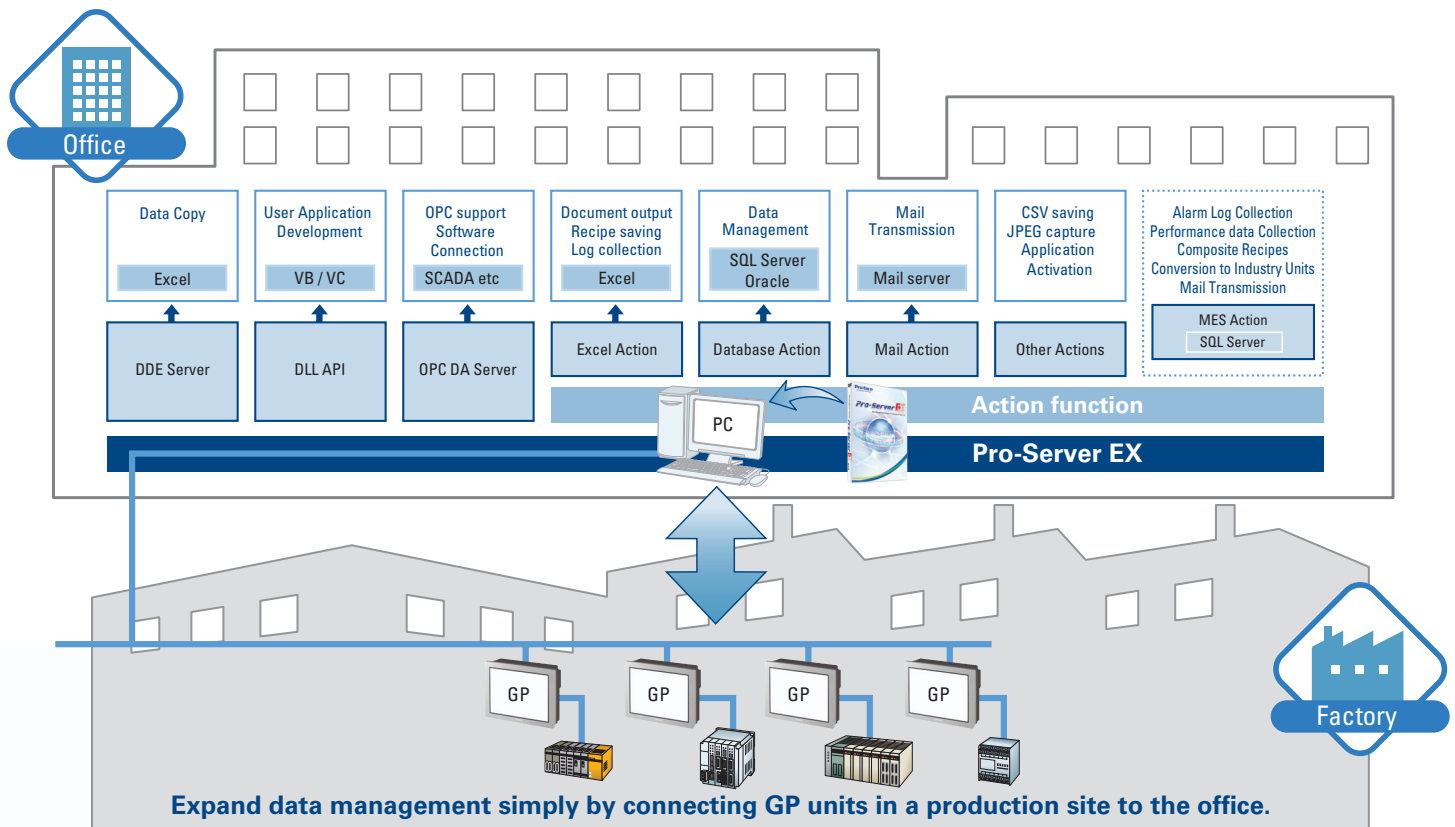 Office
Data Copy
Excel
DDE Server
User Application
Development
VB / VC
DLL API
OPC support
Software
Connection
SCADA etc
OPC DA Server
Document output
Recipe saving
Log collection
Excel
Excel Action
Data
Management
SQL Server
Oracle
Database Action
Mail
Transmission
Mail server
Mail Action
CSV saving
JPEG capture
Application
Activation
Other Actions
Alarm Log Collection
Performance data Collection
Composite Recipes
Conversion to Industry Units
Mail Transmission
MES Action
SQL Server
PC
Pro-face
Pro-Server EX
Action function
Pro-Server EX
GP
GP
GP
GP
Factory
Expand data management simply by connecting GP units in a production site to the office.